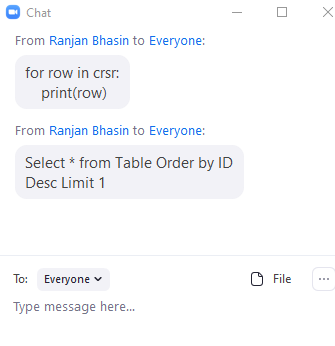 Chat
From Ranjan Bhasin to Everyone:
for row in crsr:
print(row)
From Ranjan Bhasin to Everyone:
Select * from Table Order by ID
Desc Limit 1
To: Everyone File ...
Type message here...